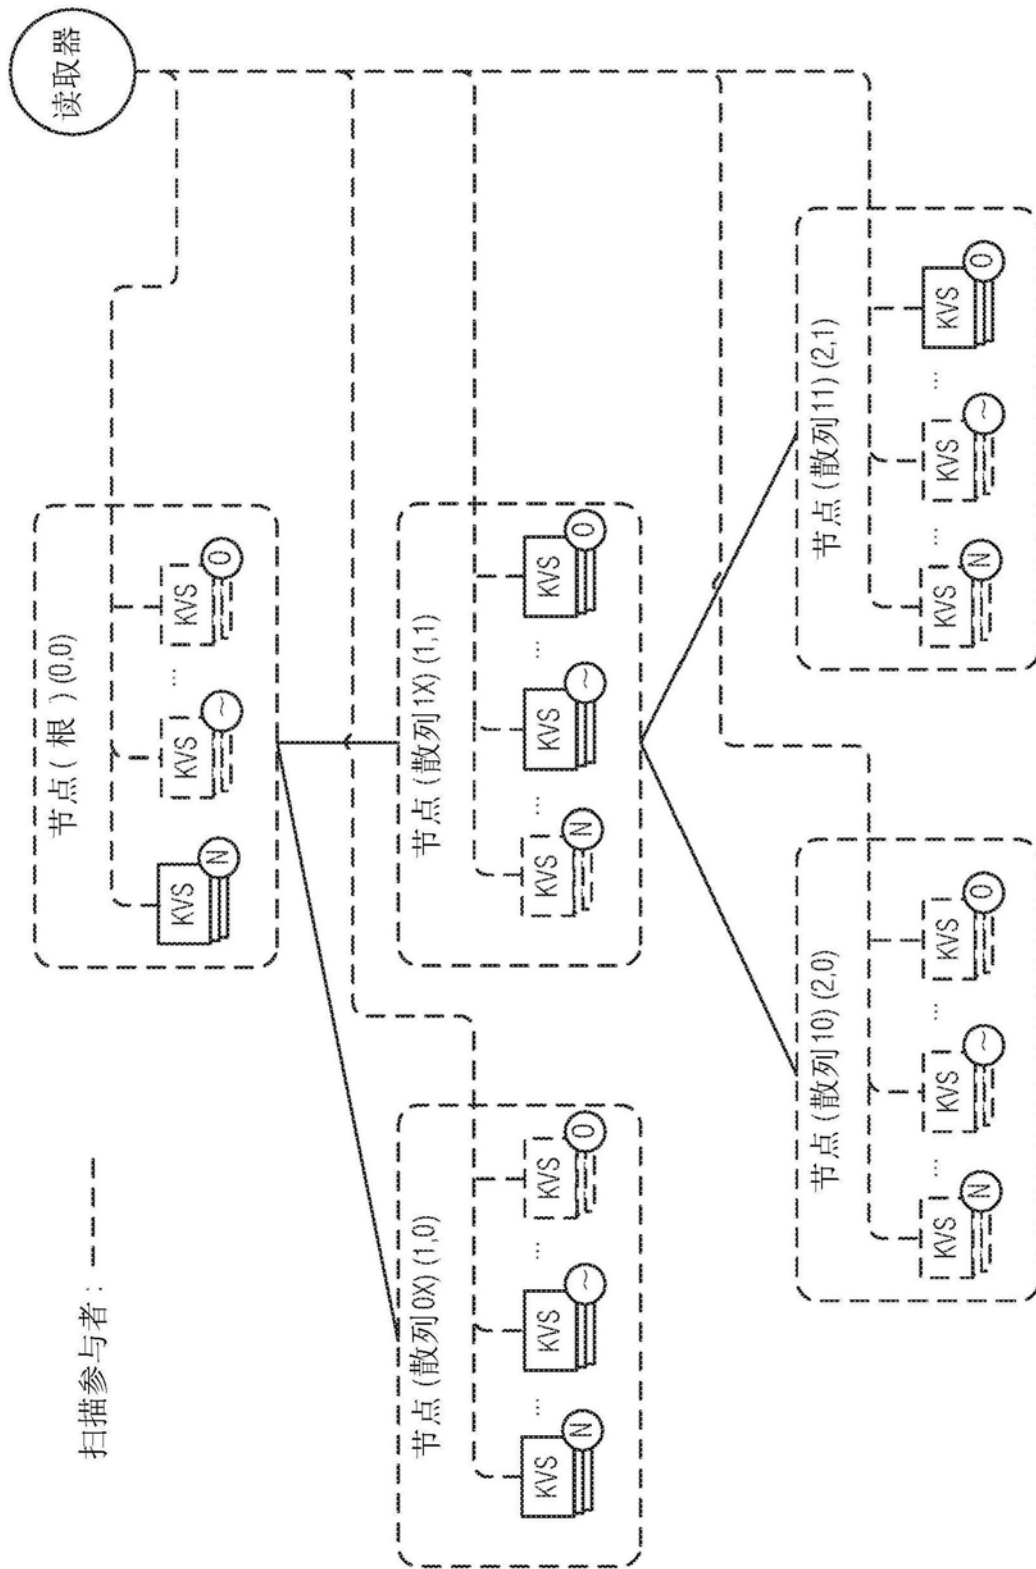 读取器
扫描参与者：
节点 ( 根 ) (0,0)
KVS N
KVS ~
...
KVS 0
节点 (散列0X) (1,0)
KVS N
...
KVS ~
...
KVS 0
节点 (散列1X) (1,1)
KVS N
...
KVS ~
...
KVS 0
节点 (散列10) (2,0)
KVS N
...
KVS ~
...
KVS 0
节点 (散列11) (2,1)
KVS N
...
KVS ~
...
KVS 0